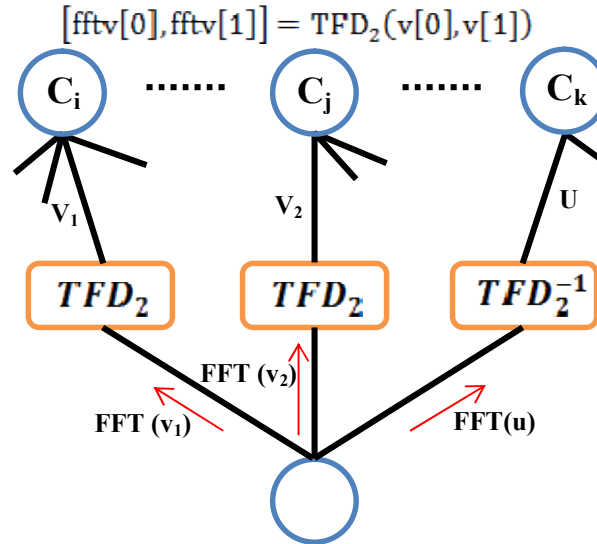 [fftv[0],fftv[1]] = TFD₂(v[0],v[1])
Cᵢ ....... Cⱼ ....... Cₖ
V₁ V₂ U
TFD₂ TFD₂ TFD₂⁻¹
FFT (v₂)
FFT (v₁) FFT(u)